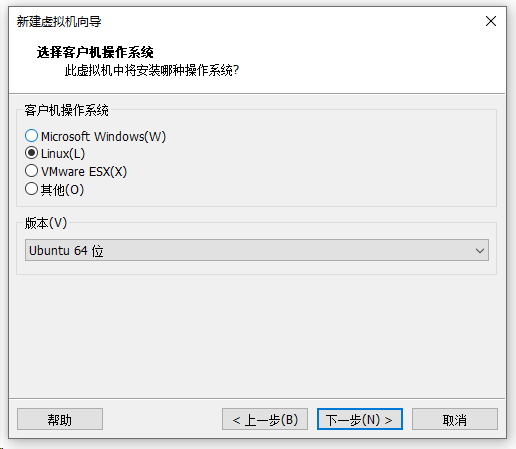 新建虚拟机向导
选择客户机操作系统
此虚拟机中将安装哪种操作系统?
客户机操作系统
Microsoft Windows(W)
Linux(L)
VMware ESX(X)
其他(O)
版本(V)
Ubuntu 64 位
帮助
< 上一步(B)
下一步(N) >
取消